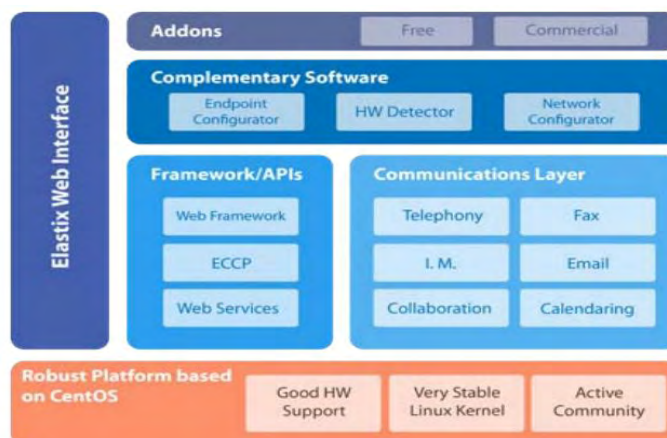 Elastix Web Interface
Addons
Free
Commercial
Complementary Software
Endpoint
Configurator
HW Detector
Network
Configurator
Framework/APIs
Web Framework
ECCP
Web Services
Communications Layer
Telephony
Fax
I. M.
Email
Collaboration
Calendaring
Robust Platform based
on CentOS
Good HW
Support
Very Stable
Linux Kernel
Active
Community